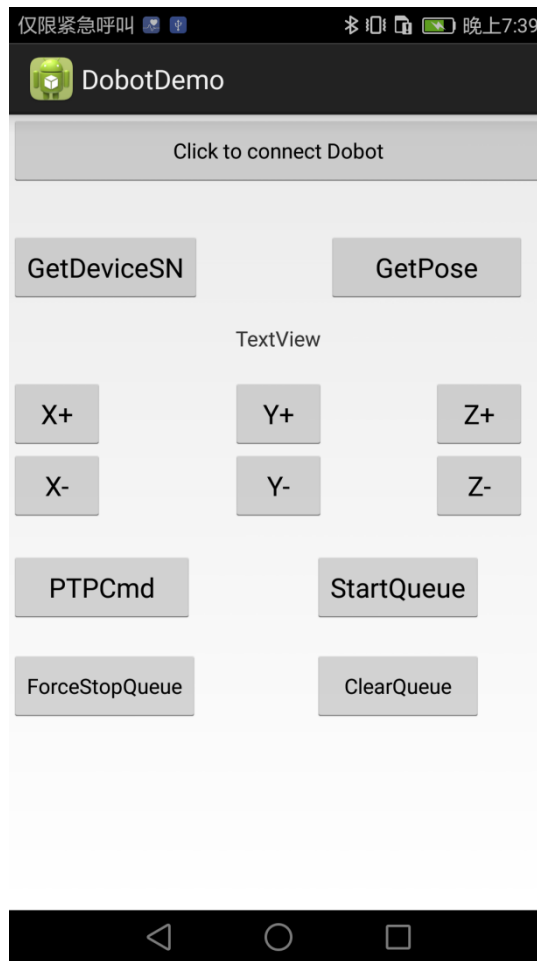 仅限紧急呼叫 晚上7:39
DobotDemo
Click to connect Dobot
GetDeviceSN GetPose
TextView
X+ Y+ Z+
X- Y- Z-
PTPCmd StartQueue
ForceStopQueue ClearQueue